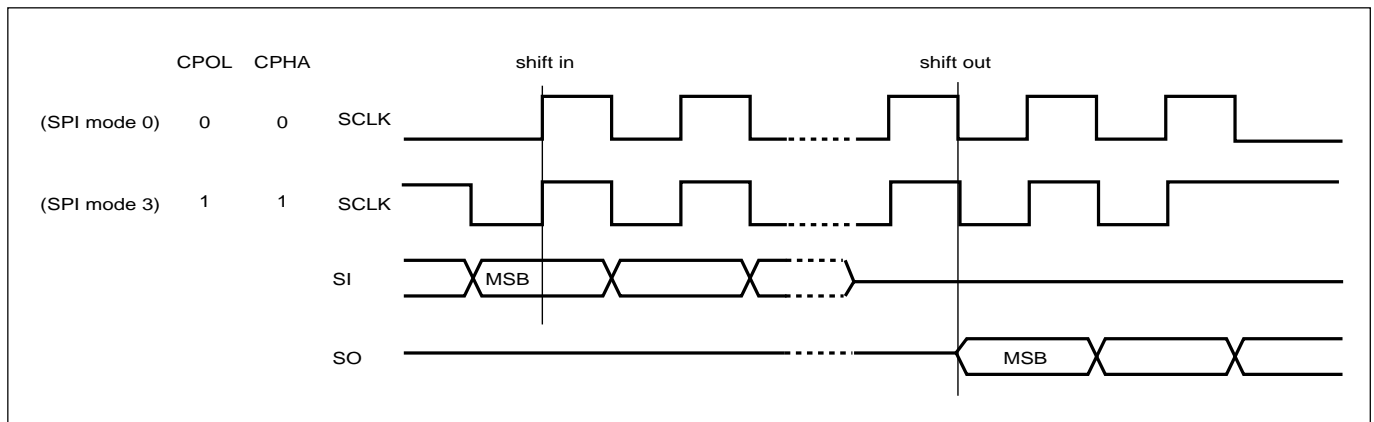 CPOL CPHA shift in shift out
(SPI mode 0) 0 0 SCLK
(SPI mode 3) 1 1 SCLK
SI MSB
SO MSB